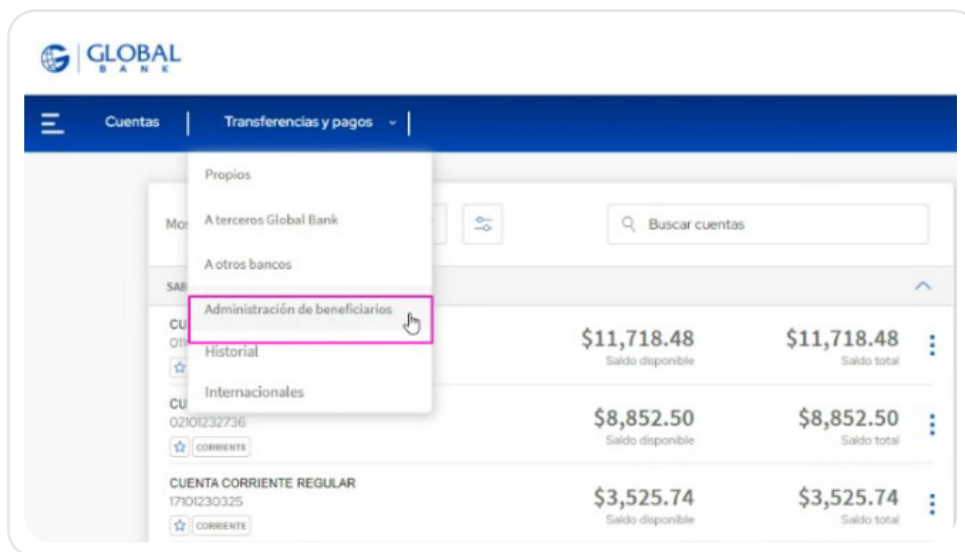 GLOBAL
BANK
Cuentas
Transferencias y pagos
Propios
A terceros Global Bank
A otros bancos
Administración de beneficiarios
Historial
Internacionales
Buscar cuentas
$11,718.48 $11,718.48
Saldo disponible Saldo total
$8,852.50 $8,852.50
02101232736
Saldo disponible Saldo total
CORRIENTE
CUENTA CORRIENTE REGULAR
17101230325
$3,525.74 $3,525.74
CORRIENTE
Saldo disponible Saldo total